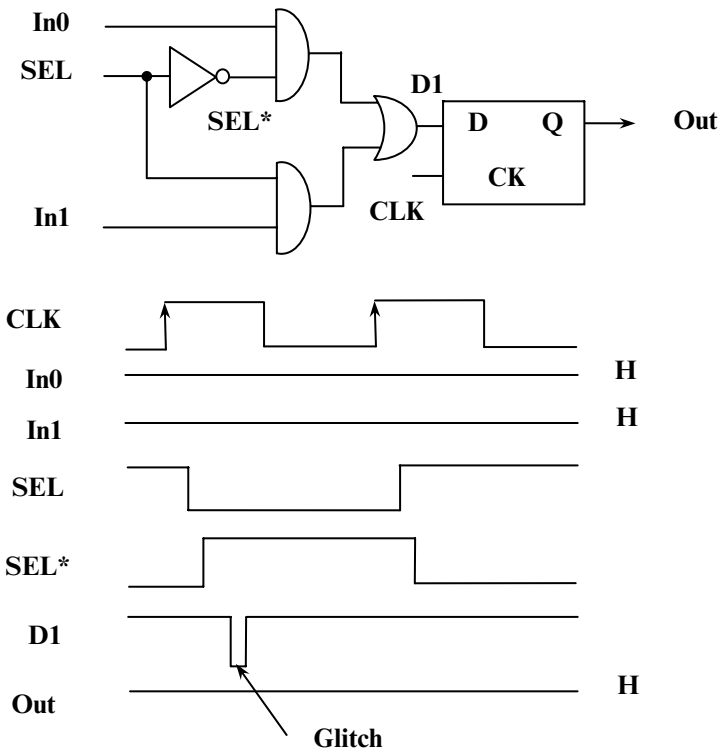 In0
SEL
SEL*
In1
D1
D Q
CK
CLK
Out
CLK
In0 H
In1 H
SEL
SEL*
D1
Out H
Glitch